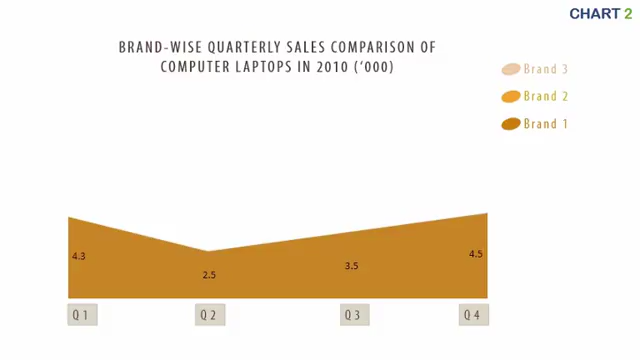 CHART 2
BRAND-WISE QUARTERLY SALES COMPARISON OF
COMPUTER LAPTOPS IN 2010 (‘000)
Brand 3
Brand 2
Brand 1
4.3
2.5
3.5
4.5
Q 1
Q 2
Q 3
Q 4